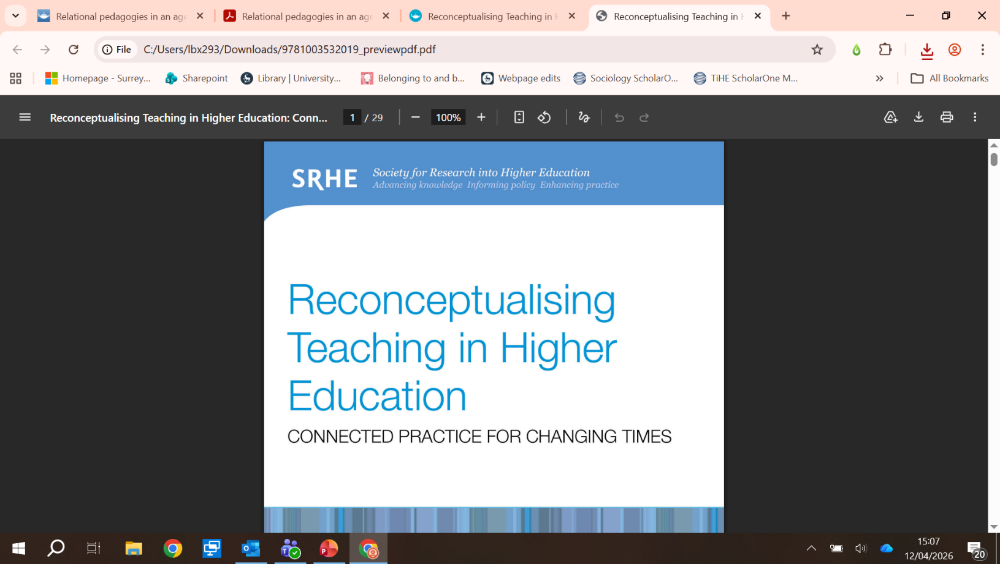 Relational pedagogies in an age
Relational pedagogies in an age
Reconceptualising Teaching in H
Reconceptualising Teaching in H
File
C:/Users/lbx293/Downloads/9781003532019_previewpdf.pdf
Homepage - Surrey...
Sharepoint
Library | University...
Belonging to and b...
Webpage edits
Sociology ScholarO...
TiHE ScholarOne M...
»
All Bookmarks
Reconceptualising Teaching in Higher Education: Conn...
1 / 29
100%
SRHE
Society for Research into Higher Education
Advancing knowledge Informing policy Enhancing practice
Reconceptualising
Teaching in Higher
Education
CONNECTED PRACTICE FOR CHANGING TIMES
15:07
12/04/2026
20